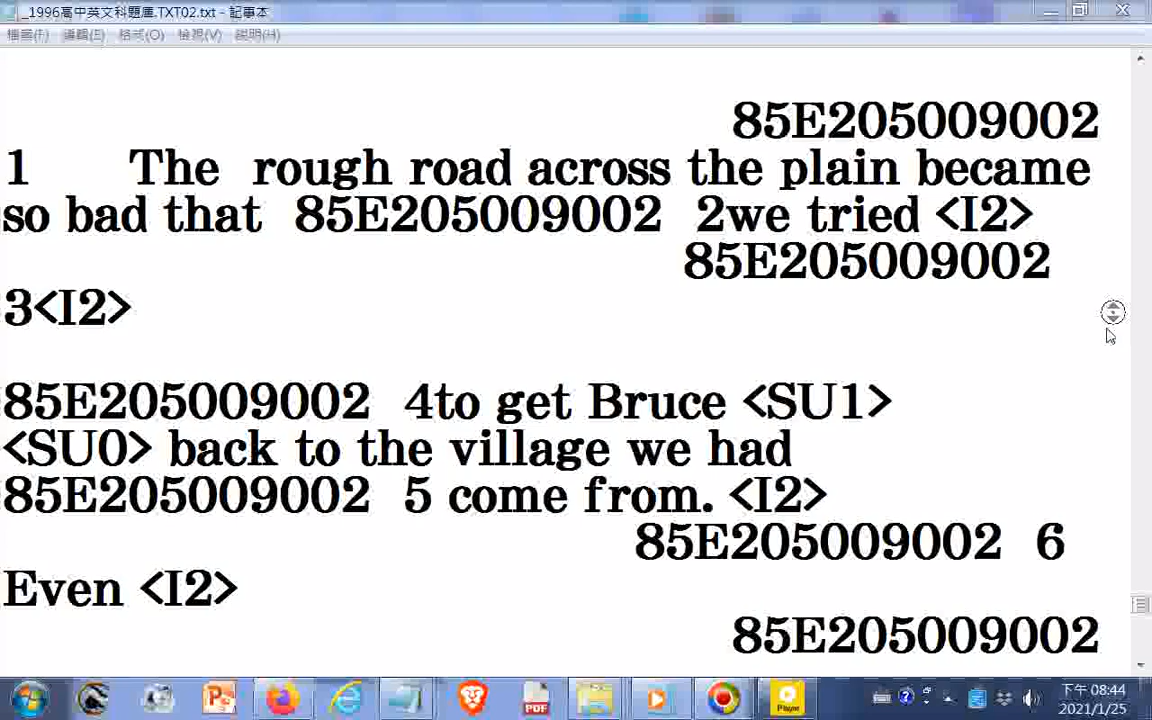 _1996高中英文科題庫.TXT02.txt - 記事本
檔案(F) 編輯(E) 格式(O) 檢視(V) 說明(H)
85E205009002
1 The rough road across the plain became
so bad that 85E205009002 2we tried <I2>
85E205009002
3<I2>
85E205009002 4to get Bruce <SU1>
<SU0> back to the village we had
85E205009002 5 come from. <I2>
85E205009002 6
Even <I2>
85E205009002
PDF
Player
下午 08:44
2021/1/25